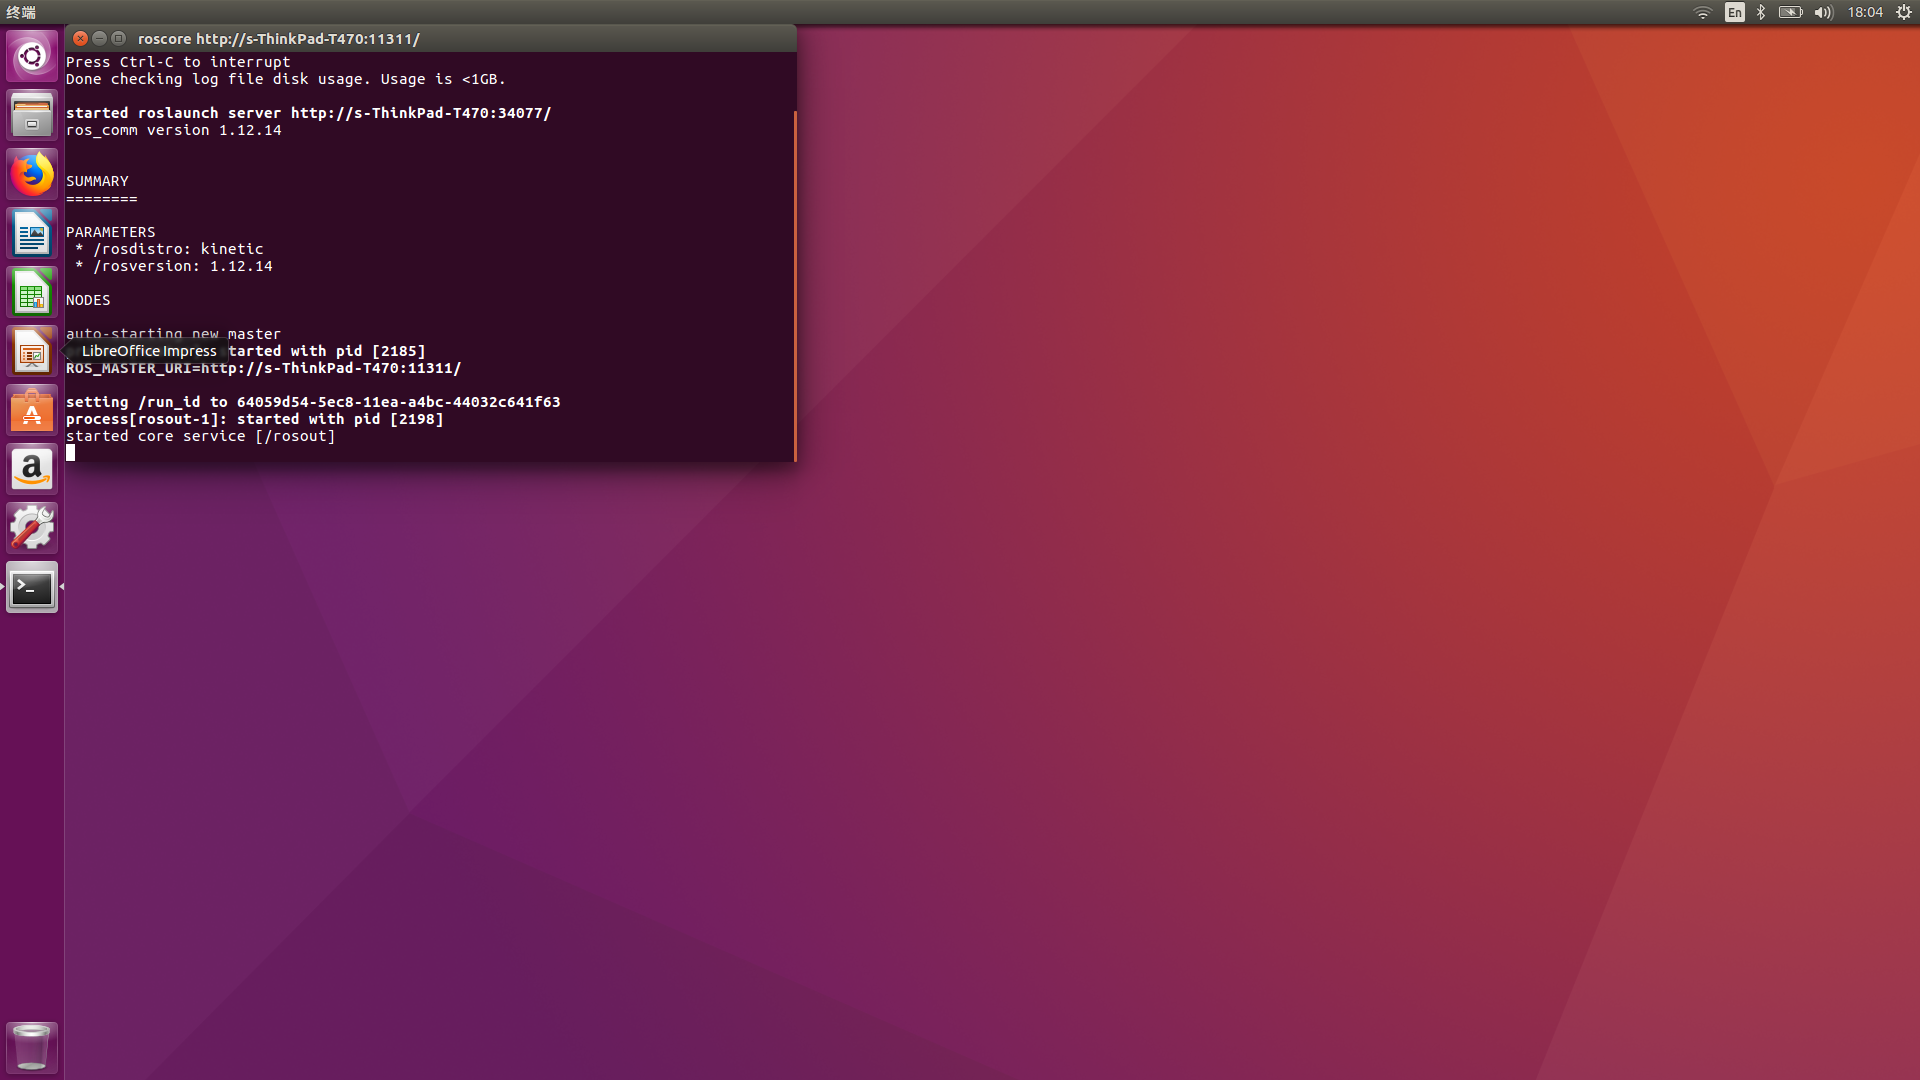 终端
En
18:04
roscore http://s-ThinkPad-T470:11311/
Press Ctrl-C to interrupt
Done checking log file disk usage. Usage is <1GB.
started roslaunch server http://s-ThinkPad-T470:34077/
ros_comm version 1.12.14
SUMMARY
========
PARAMETERS
* /rosdistro: kinetic
* /rosversion: 1.12.14
NODES
auto-starting new master
LibreOffice Impress
started with pid [2185]
ROS_MASTER_URI=http://s-ThinkPad-T470:11311/
setting /run_id to 64059d54-5ec8-11ea-a4bc-44032c641f63
process[rosout-1]: started with pid [2198]
started core service [/rosout]